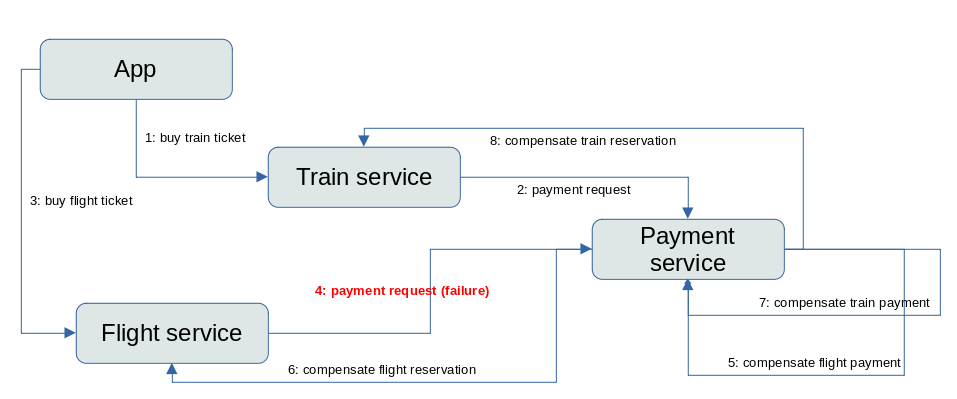 App
1: buy train ticket
8: compensate train reservation
Train service
2: payment request
3: buy flight ticket
Payment
service
4: payment request (failure)
7: compensate train payment
Flight service
6: compensate flight reservation
5: compensate flight payment